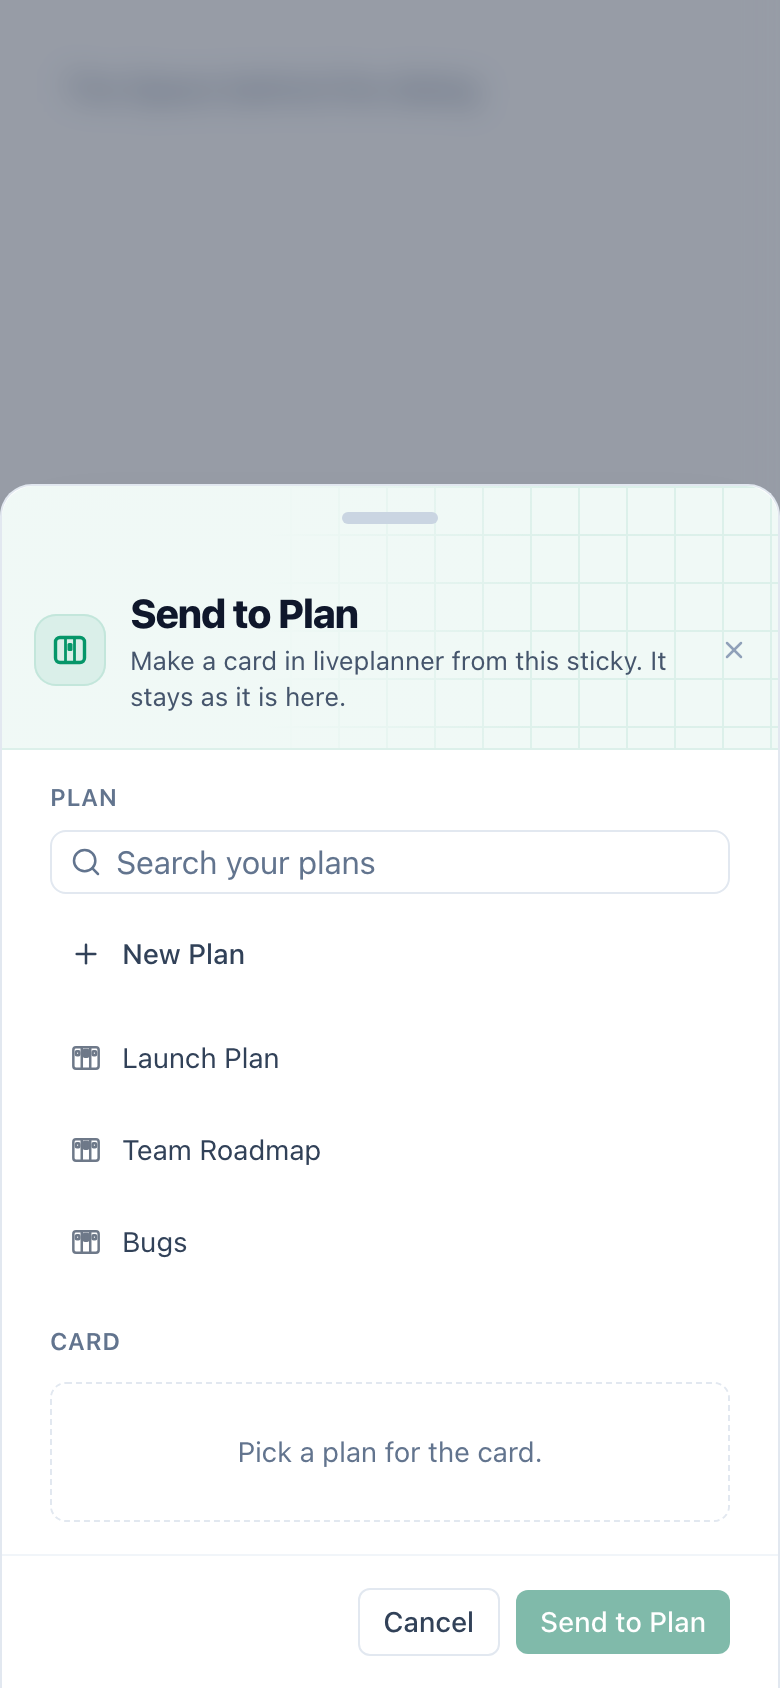 Send to Plan
Make a card in liveplanner from this sticky. It
stays as it is here.
PLAN
Search your plans
New Plan
Launch Plan
Team Roadmap
Bugs
CARD
Pick a plan for the card.
Cancel
Send to Plan